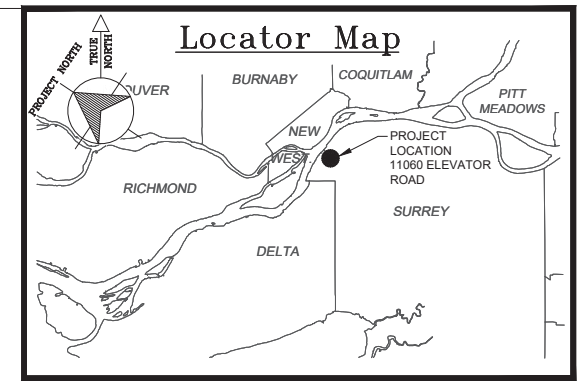 Locator Map
TRUE
NORTH
PROJECT NORTH
BURNABY
COQUITLAM
PITT
MEADOWS
NEW
WEST.
PROJECT
LOCATION
11060 ELEVATOR
ROAD
RICHMOND
SURREY
DELTA